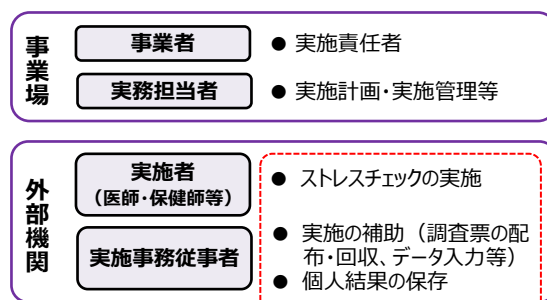 事業場
事業者
● 実施責任者
実務担当者
● 実施計画・実施管理等
外部機関
実施者
（医師・保健師等）
● ストレスチェックの実施
実施事務従事者
● 実施の補助（調査票の配
布・回収、データ入力等）
● 個人結果の保存